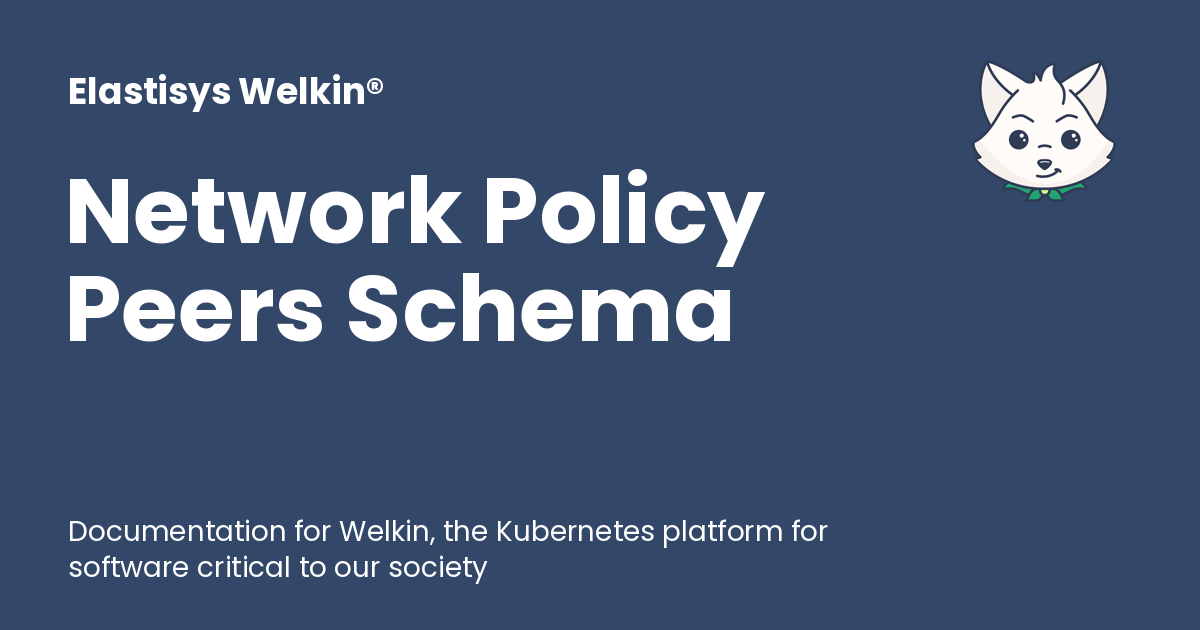 Elastisys Welkin®
Network Policy
Peers Schema
Documentation for Welkin, the Kubernetes platform for
software critical to our society